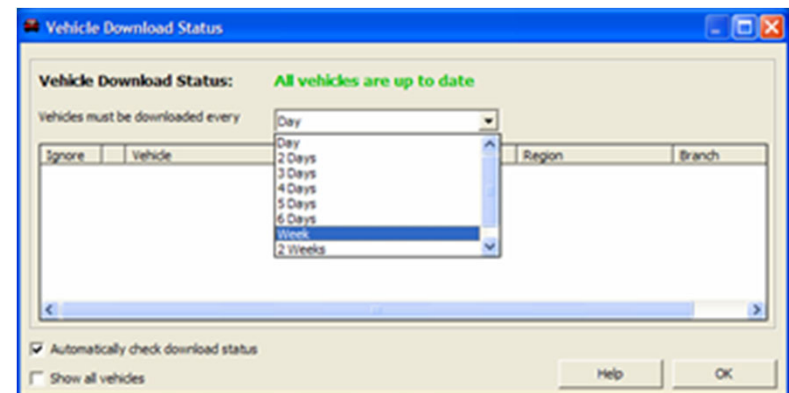 Vehicle Download Status
Vehicle Download Status: All vehicles are up to date
Vehicles must be downloaded every Day
Day
2 Days
3 Days
4 Days
5 Days
6 Days
Week
2 Weeks
Ignore Vehicle Region Branch
Automatically check download status
Show all vehicles
Help OK